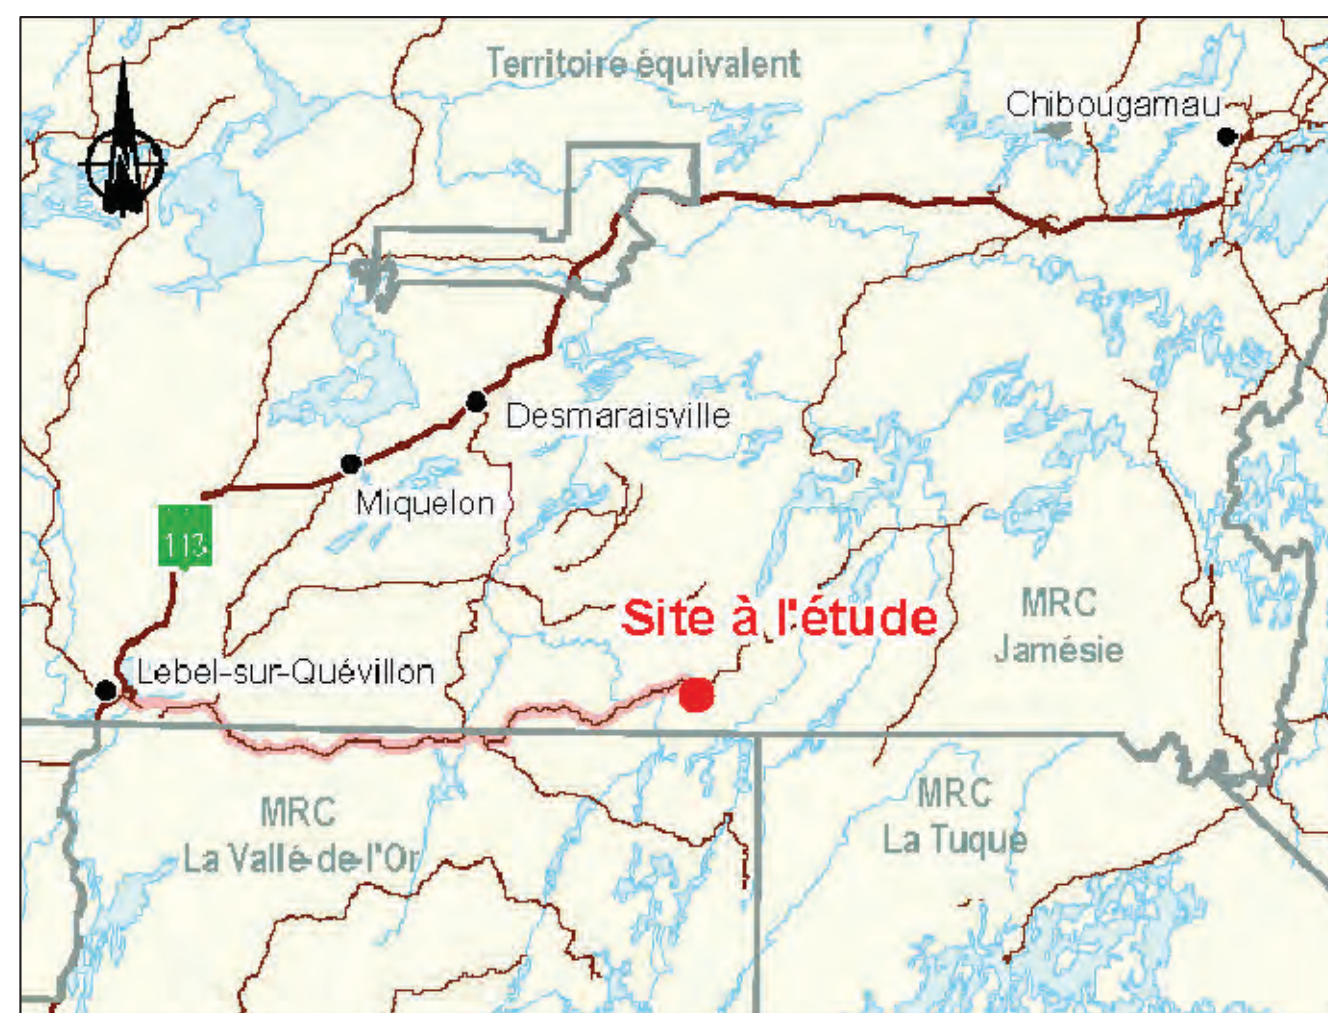 Territoire équivalent
Chibougamau
N
Desmaraisville
Miquelon
113
Site à l'étude
MRC
Jamésie
Lebel-sur-Quévillon
MRC
La Vallé-de-l'Or
MRC
La Tuque